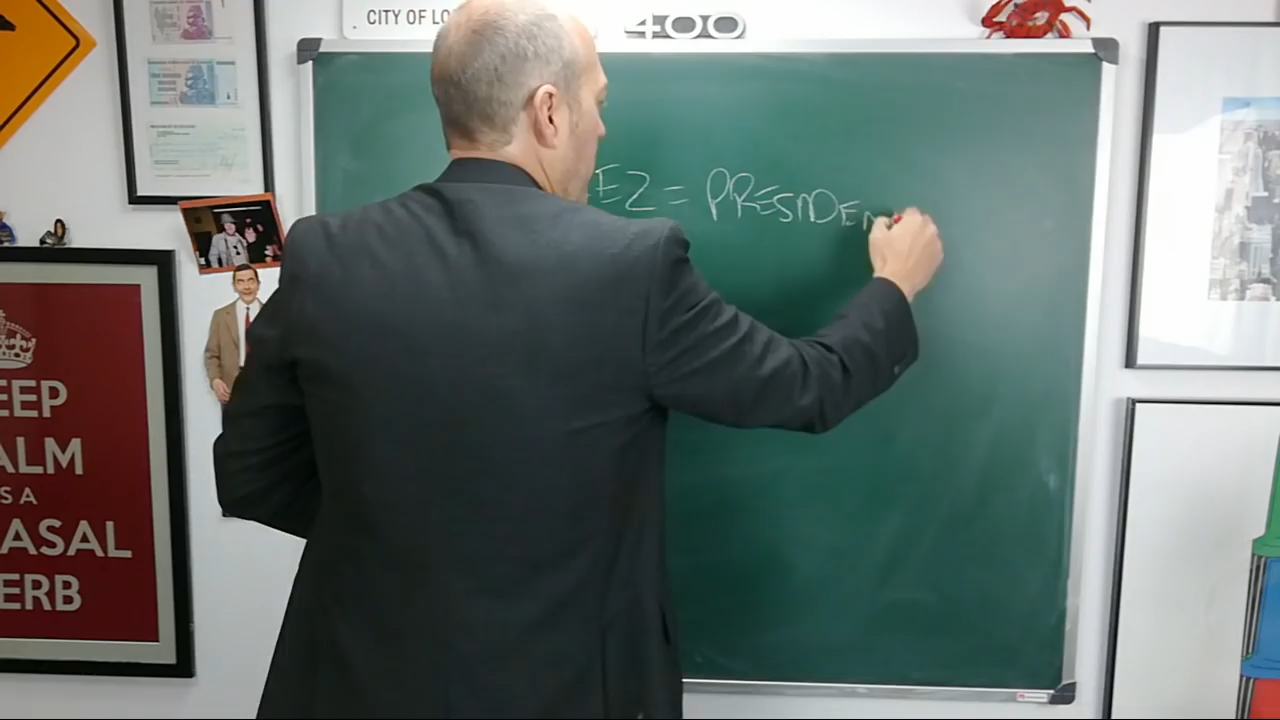 CITY OF LO
400
EZ = PRESIDEN
EEP
ALM
S A
ASAL
ERB